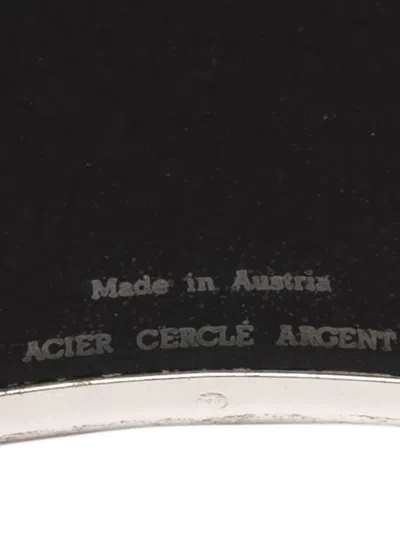 Made in Austria
ACIER CERCLÉ ARGENT